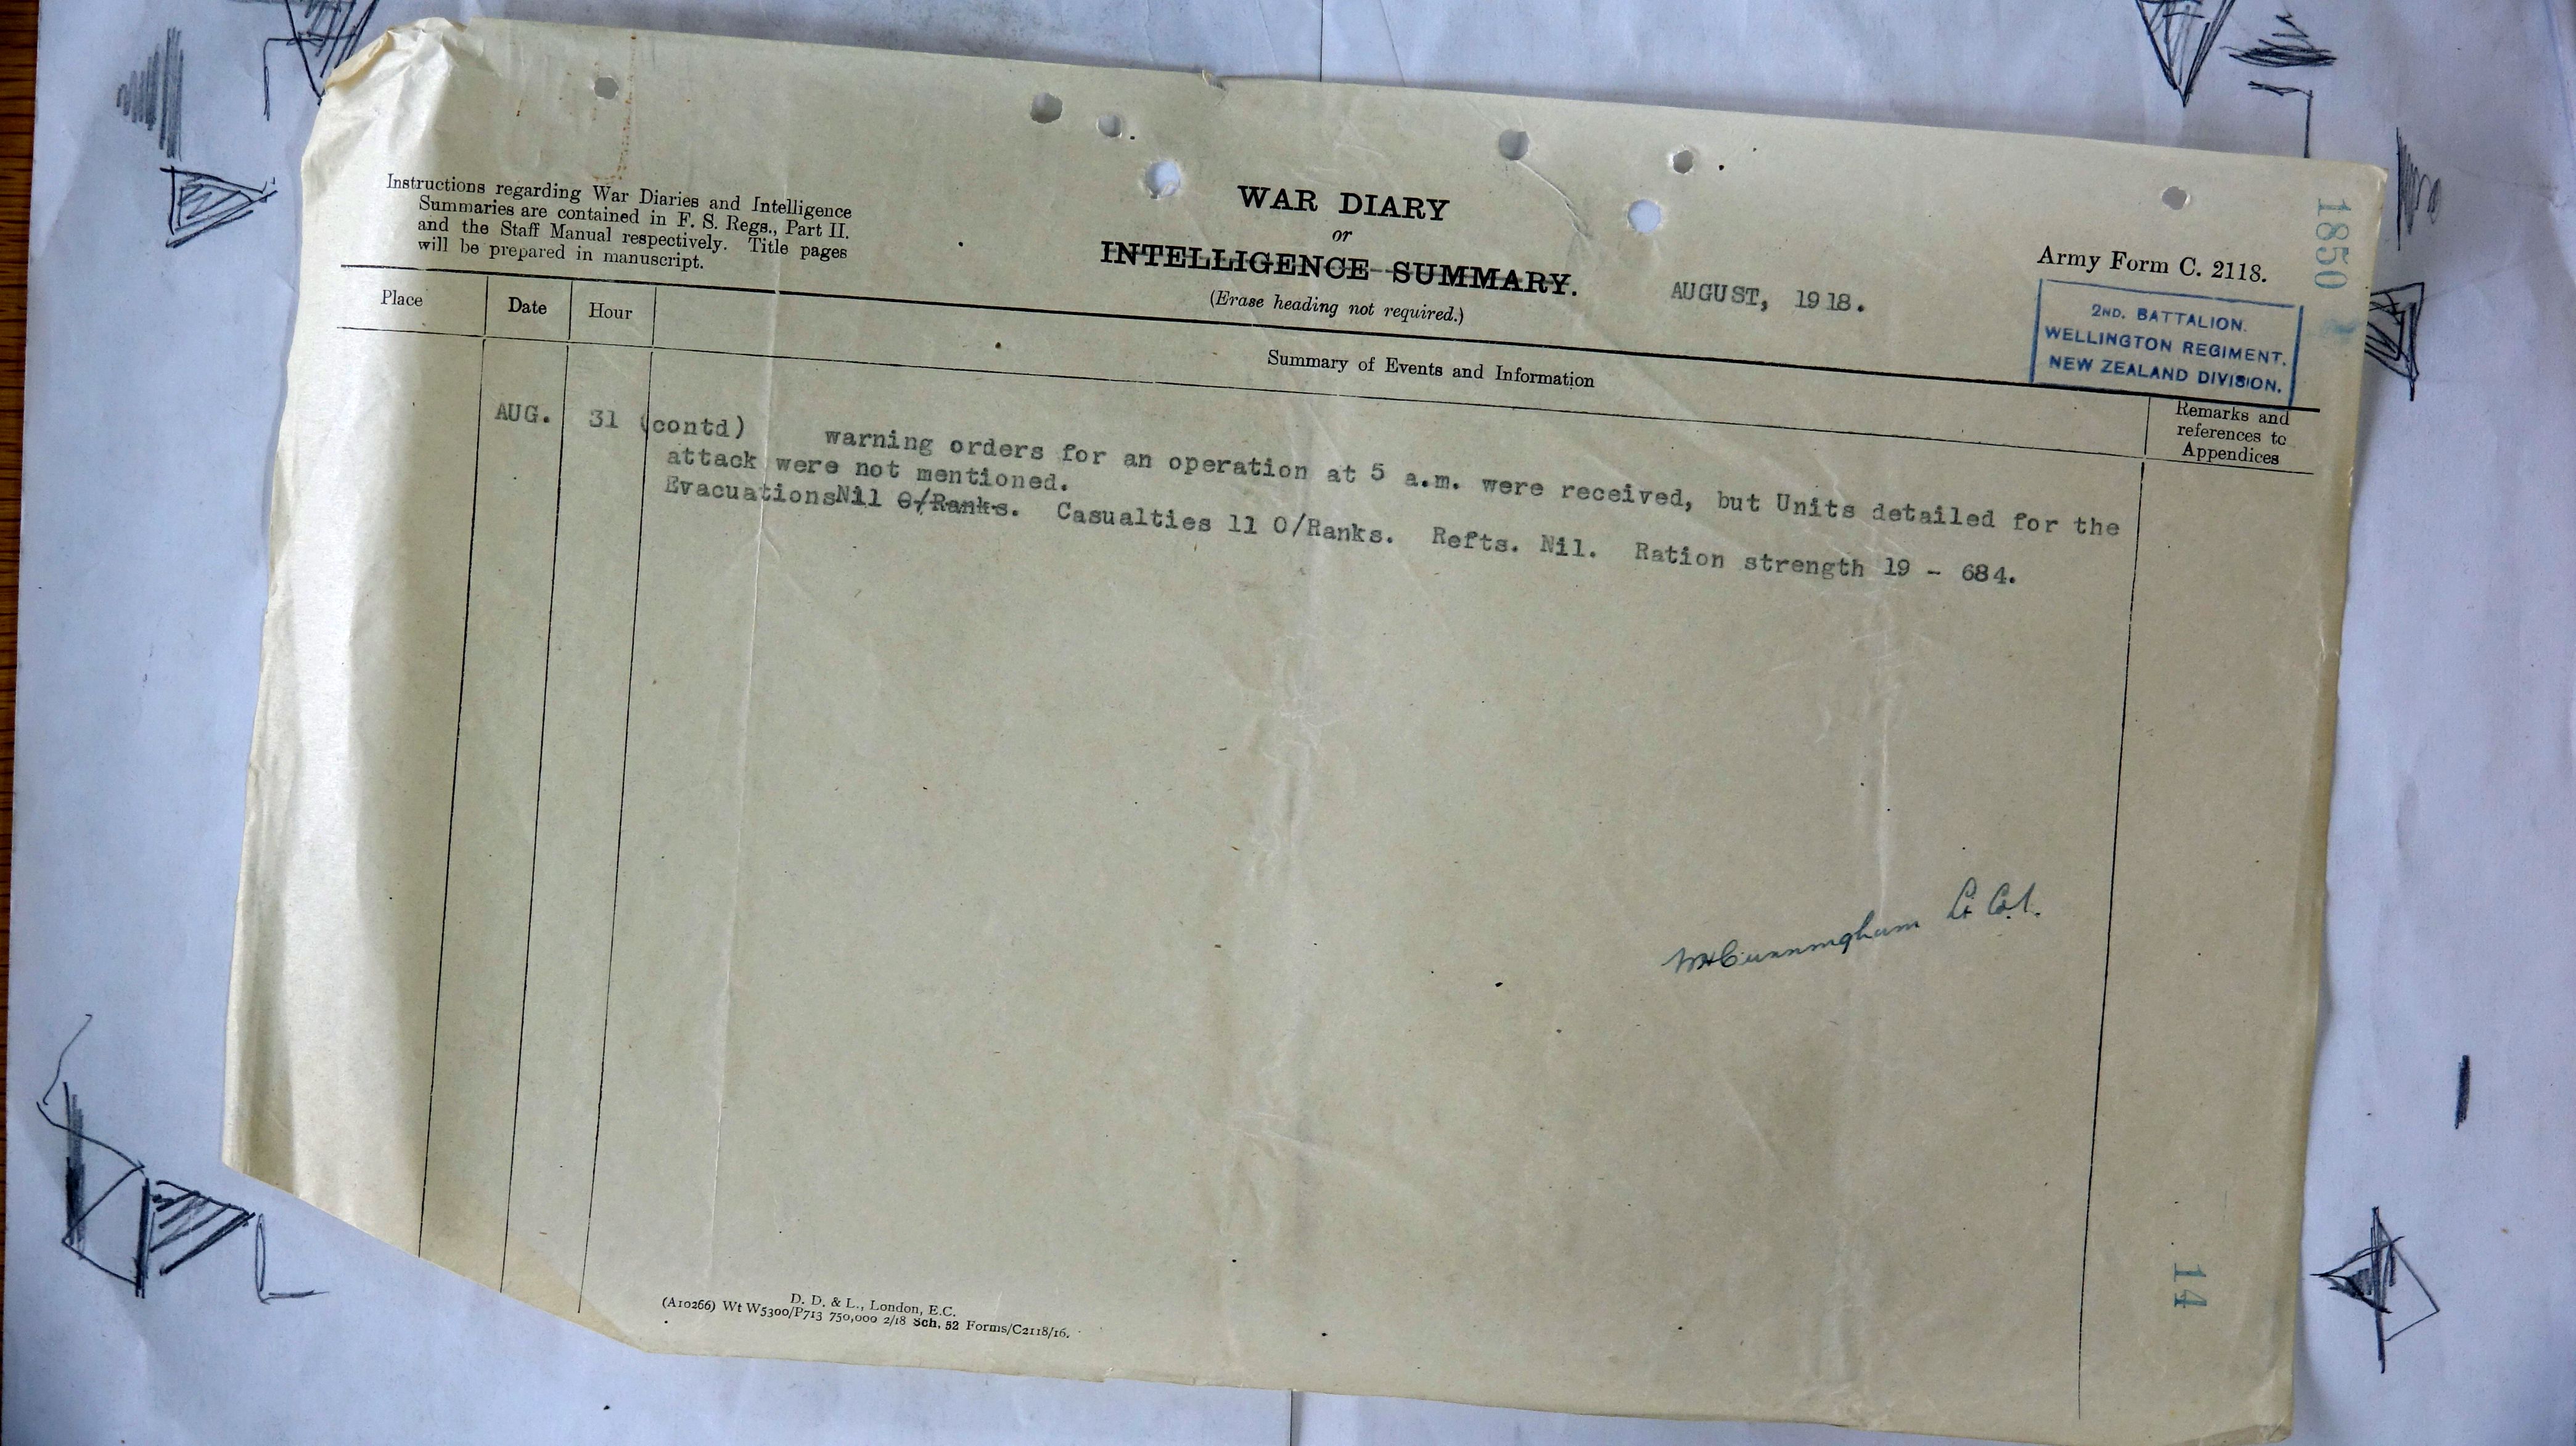 1850
Instructions regarding War Diaries and Intelligence
Summaries are contained in F. S. Regs., Part II.
and the Staff Manual respectively. Title pages
will be prepared in manuscript.
WAR DIARY
or
INTELLIGENCE SUMMARY.
(Erase heading not required.)
AUGUST, 1918.
Army Form C. 2118.
2ND. BATTALION.
WELLINGTON REGIMENT.
NEW ZEALAND DIVISION.
Place
Date
Hour
Summary of Events and Information
Remarks and
references to
Appendices
AUG. 31 (contd) warning orders for an operation at 5 a.m. were received, but Units detailed for the
attack were not mentioned.
EvacuationsNil O/Ranks. Casualties 11 O/Ranks. Refts. Nil. Ration strength 19 - 684.
WHCunningham Lt Col.
14
D. D. & L., London, E.C.
(A10266) Wt W5300/P713 750,000 2/18 Sch, 52 Forms/C2118/16.